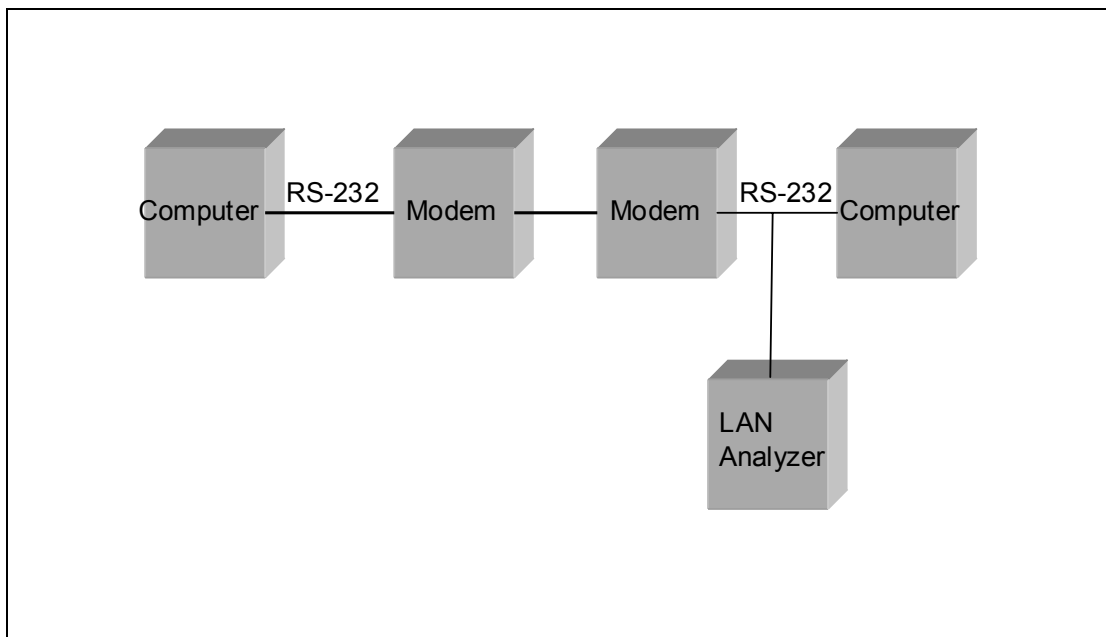 Computer
RS-232
Modem
Modem
RS-232
Computer
LAN
Analyzer